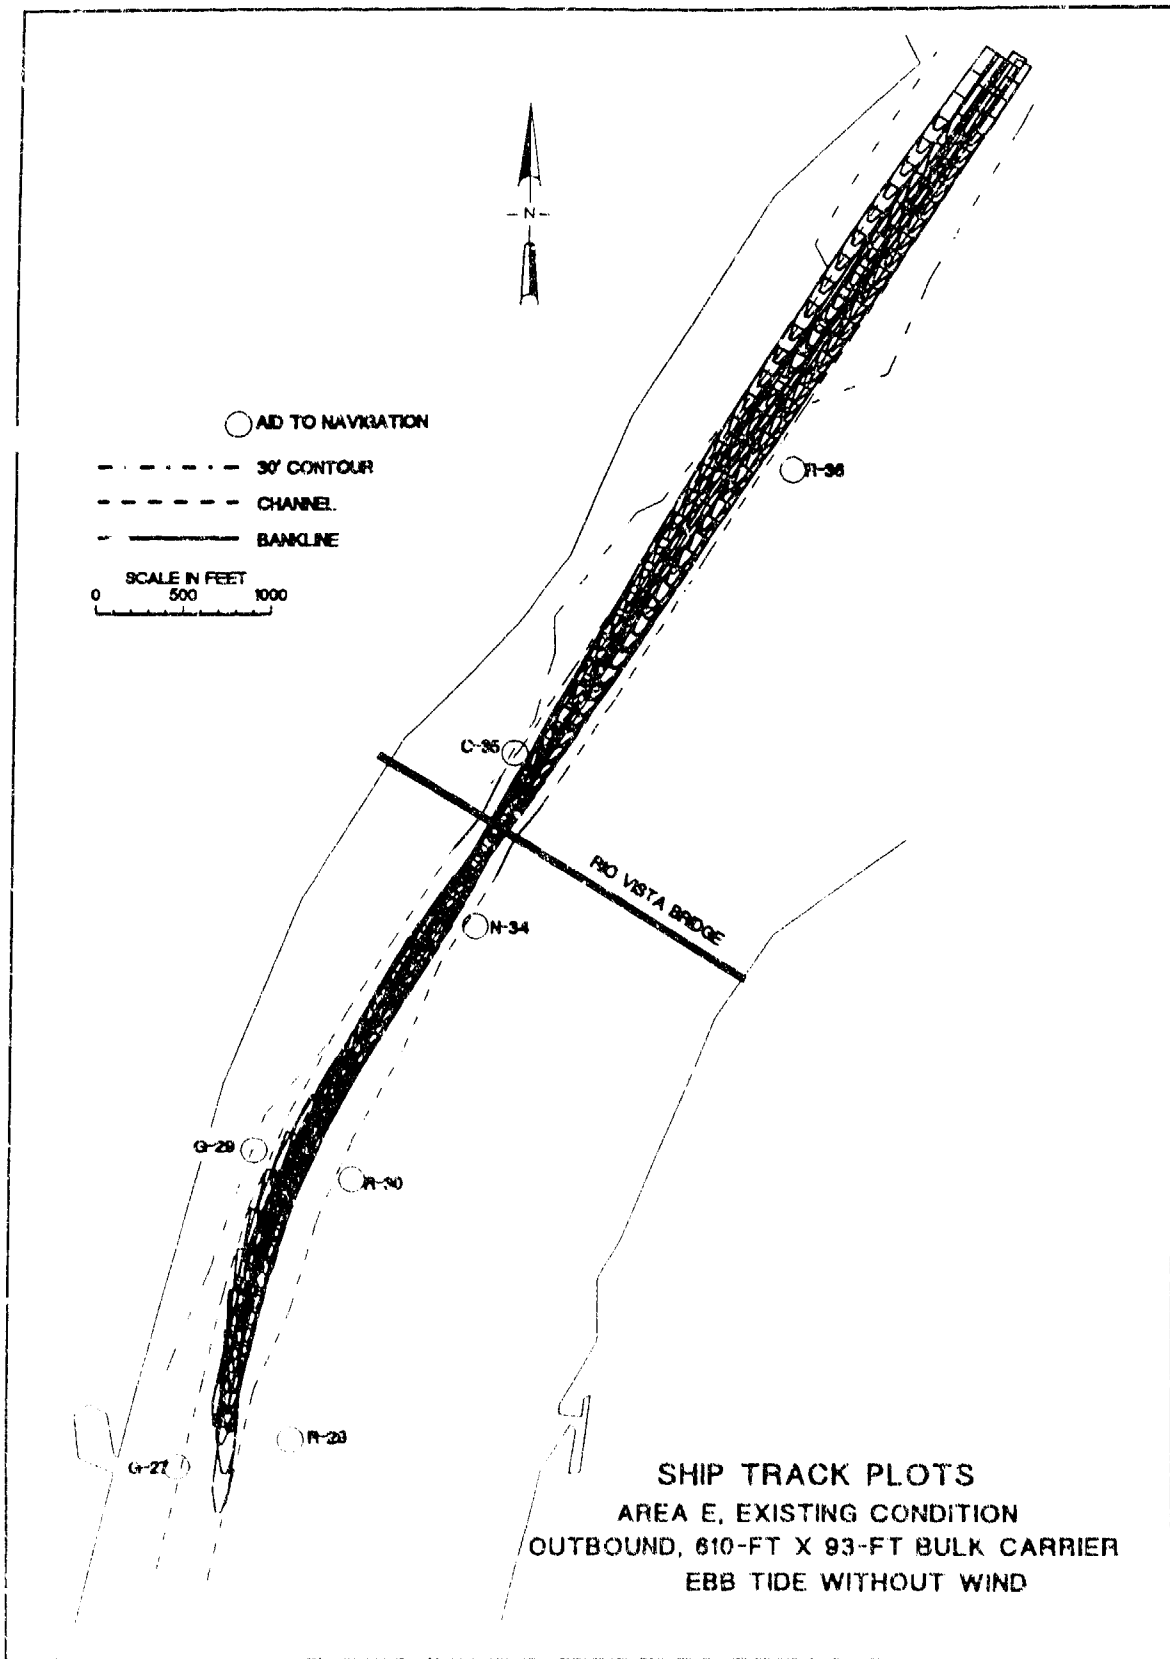 -N-
AID TO NAVIGATION
30' CONTOUR
CHANNEL
BANKLINE
SCALE IN FEET
0 500 1000
R-36
C-35
RIO VISTA BRIDGE
N-34
G-29
R-30
R-28
G-27
SHIP TRACK PLOTS
AREA E, EXISTING CONDITION
OUTBOUND, 610-FT X 93-FT BULK CARRIER
EBB TIDE WITHOUT WIND